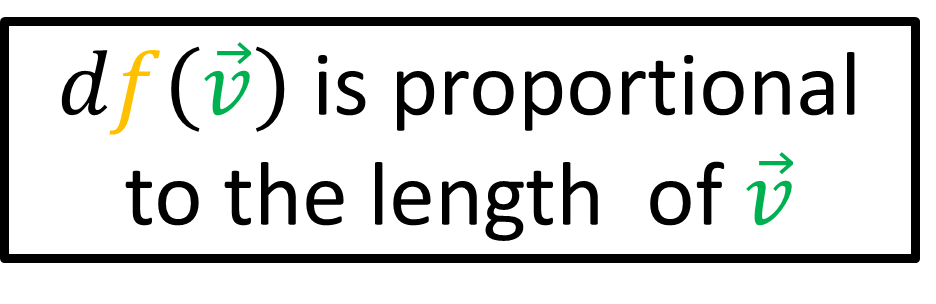 df(v⃗) is proportional
to the length of v⃗